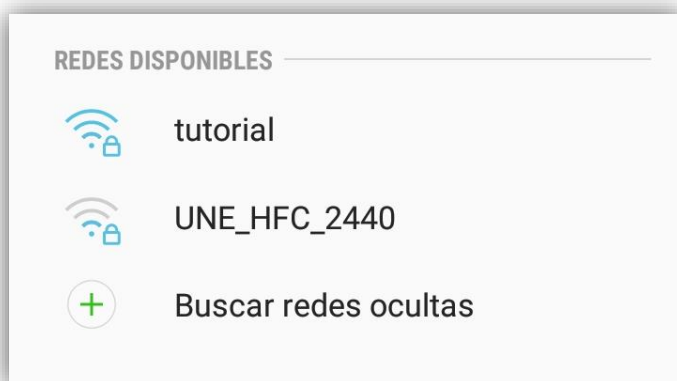 REDES DISPONIBLES
tutorial
UNE_HFC_2440
Buscar redes ocultas